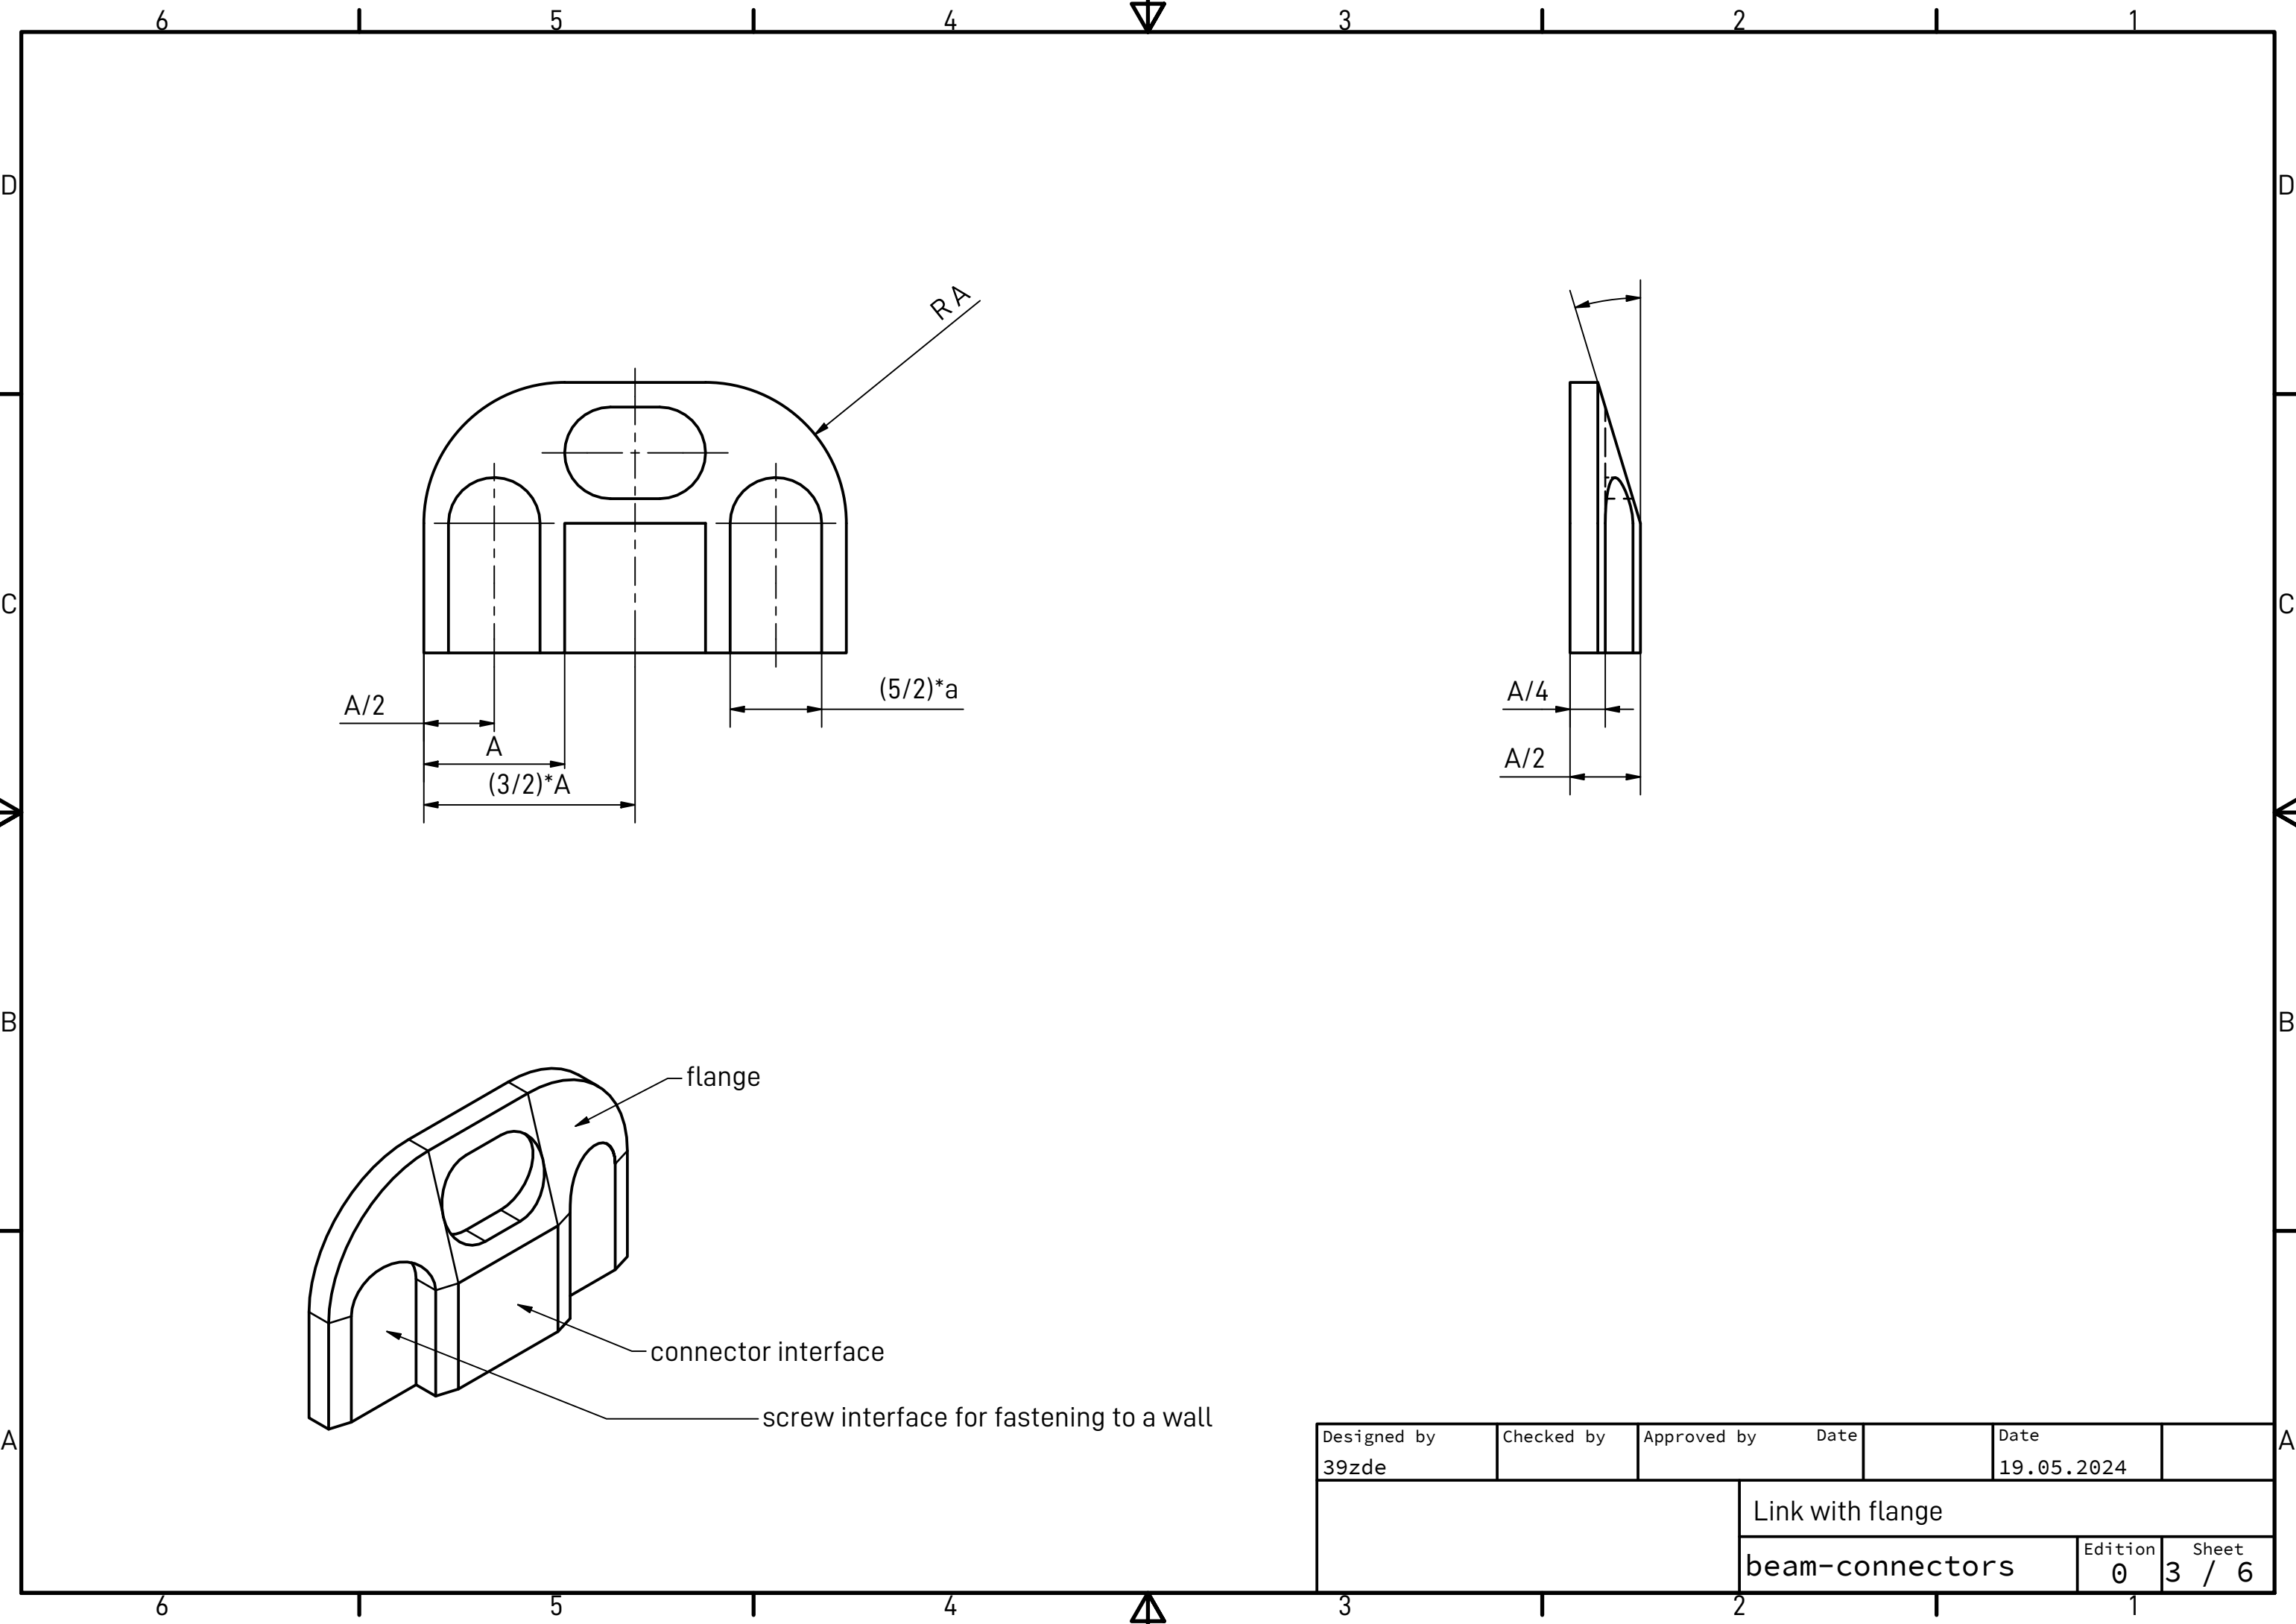 6 5 4 3 2 1
D D
R A
C C
A/2
(5/2)*a
A
(3/2)*A
A/4
A/2
B B
flange
connector interface
screw interface for fastening to a wall
A A
Designed by
39zde
Checked by
Approved by Date
Date
19.05.2024
Link with flange
beam-connectors
Edition
0
Sheet
3 / 6
6 5 4 3 2 1